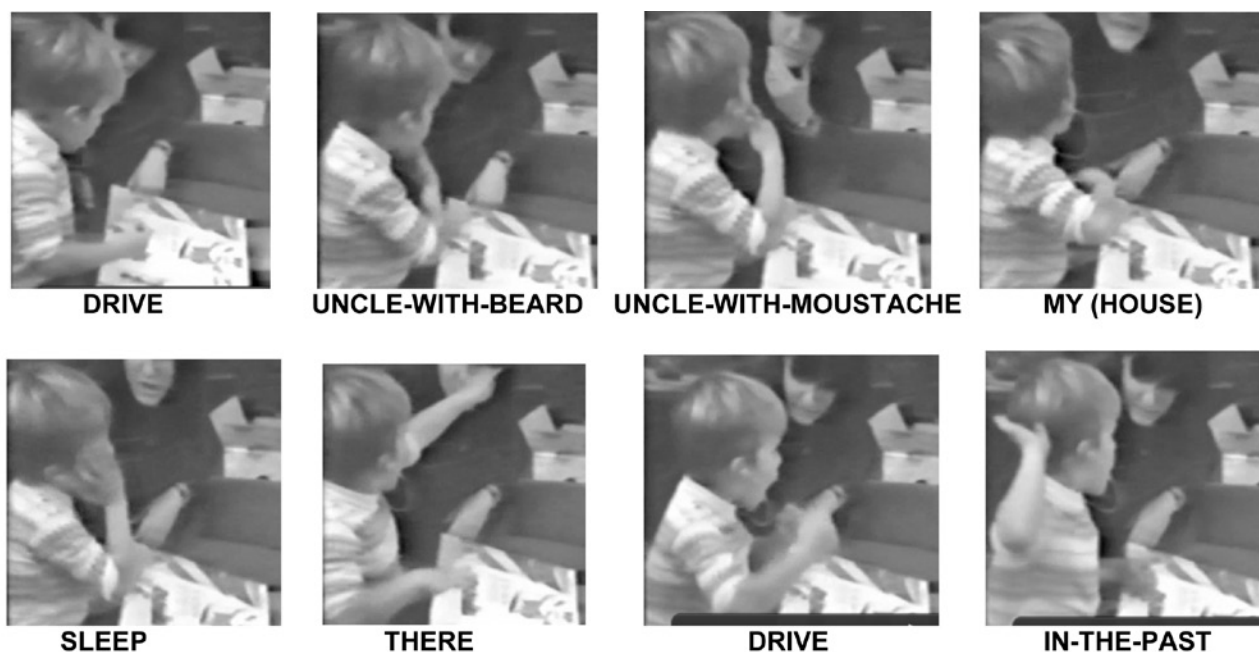 DRIVE UNCLE-WITH-BEARD UNCLE-WITH-MOUSTACHE MY (HOUSE)
SLEEP THERE DRIVE IN-THE-PAST